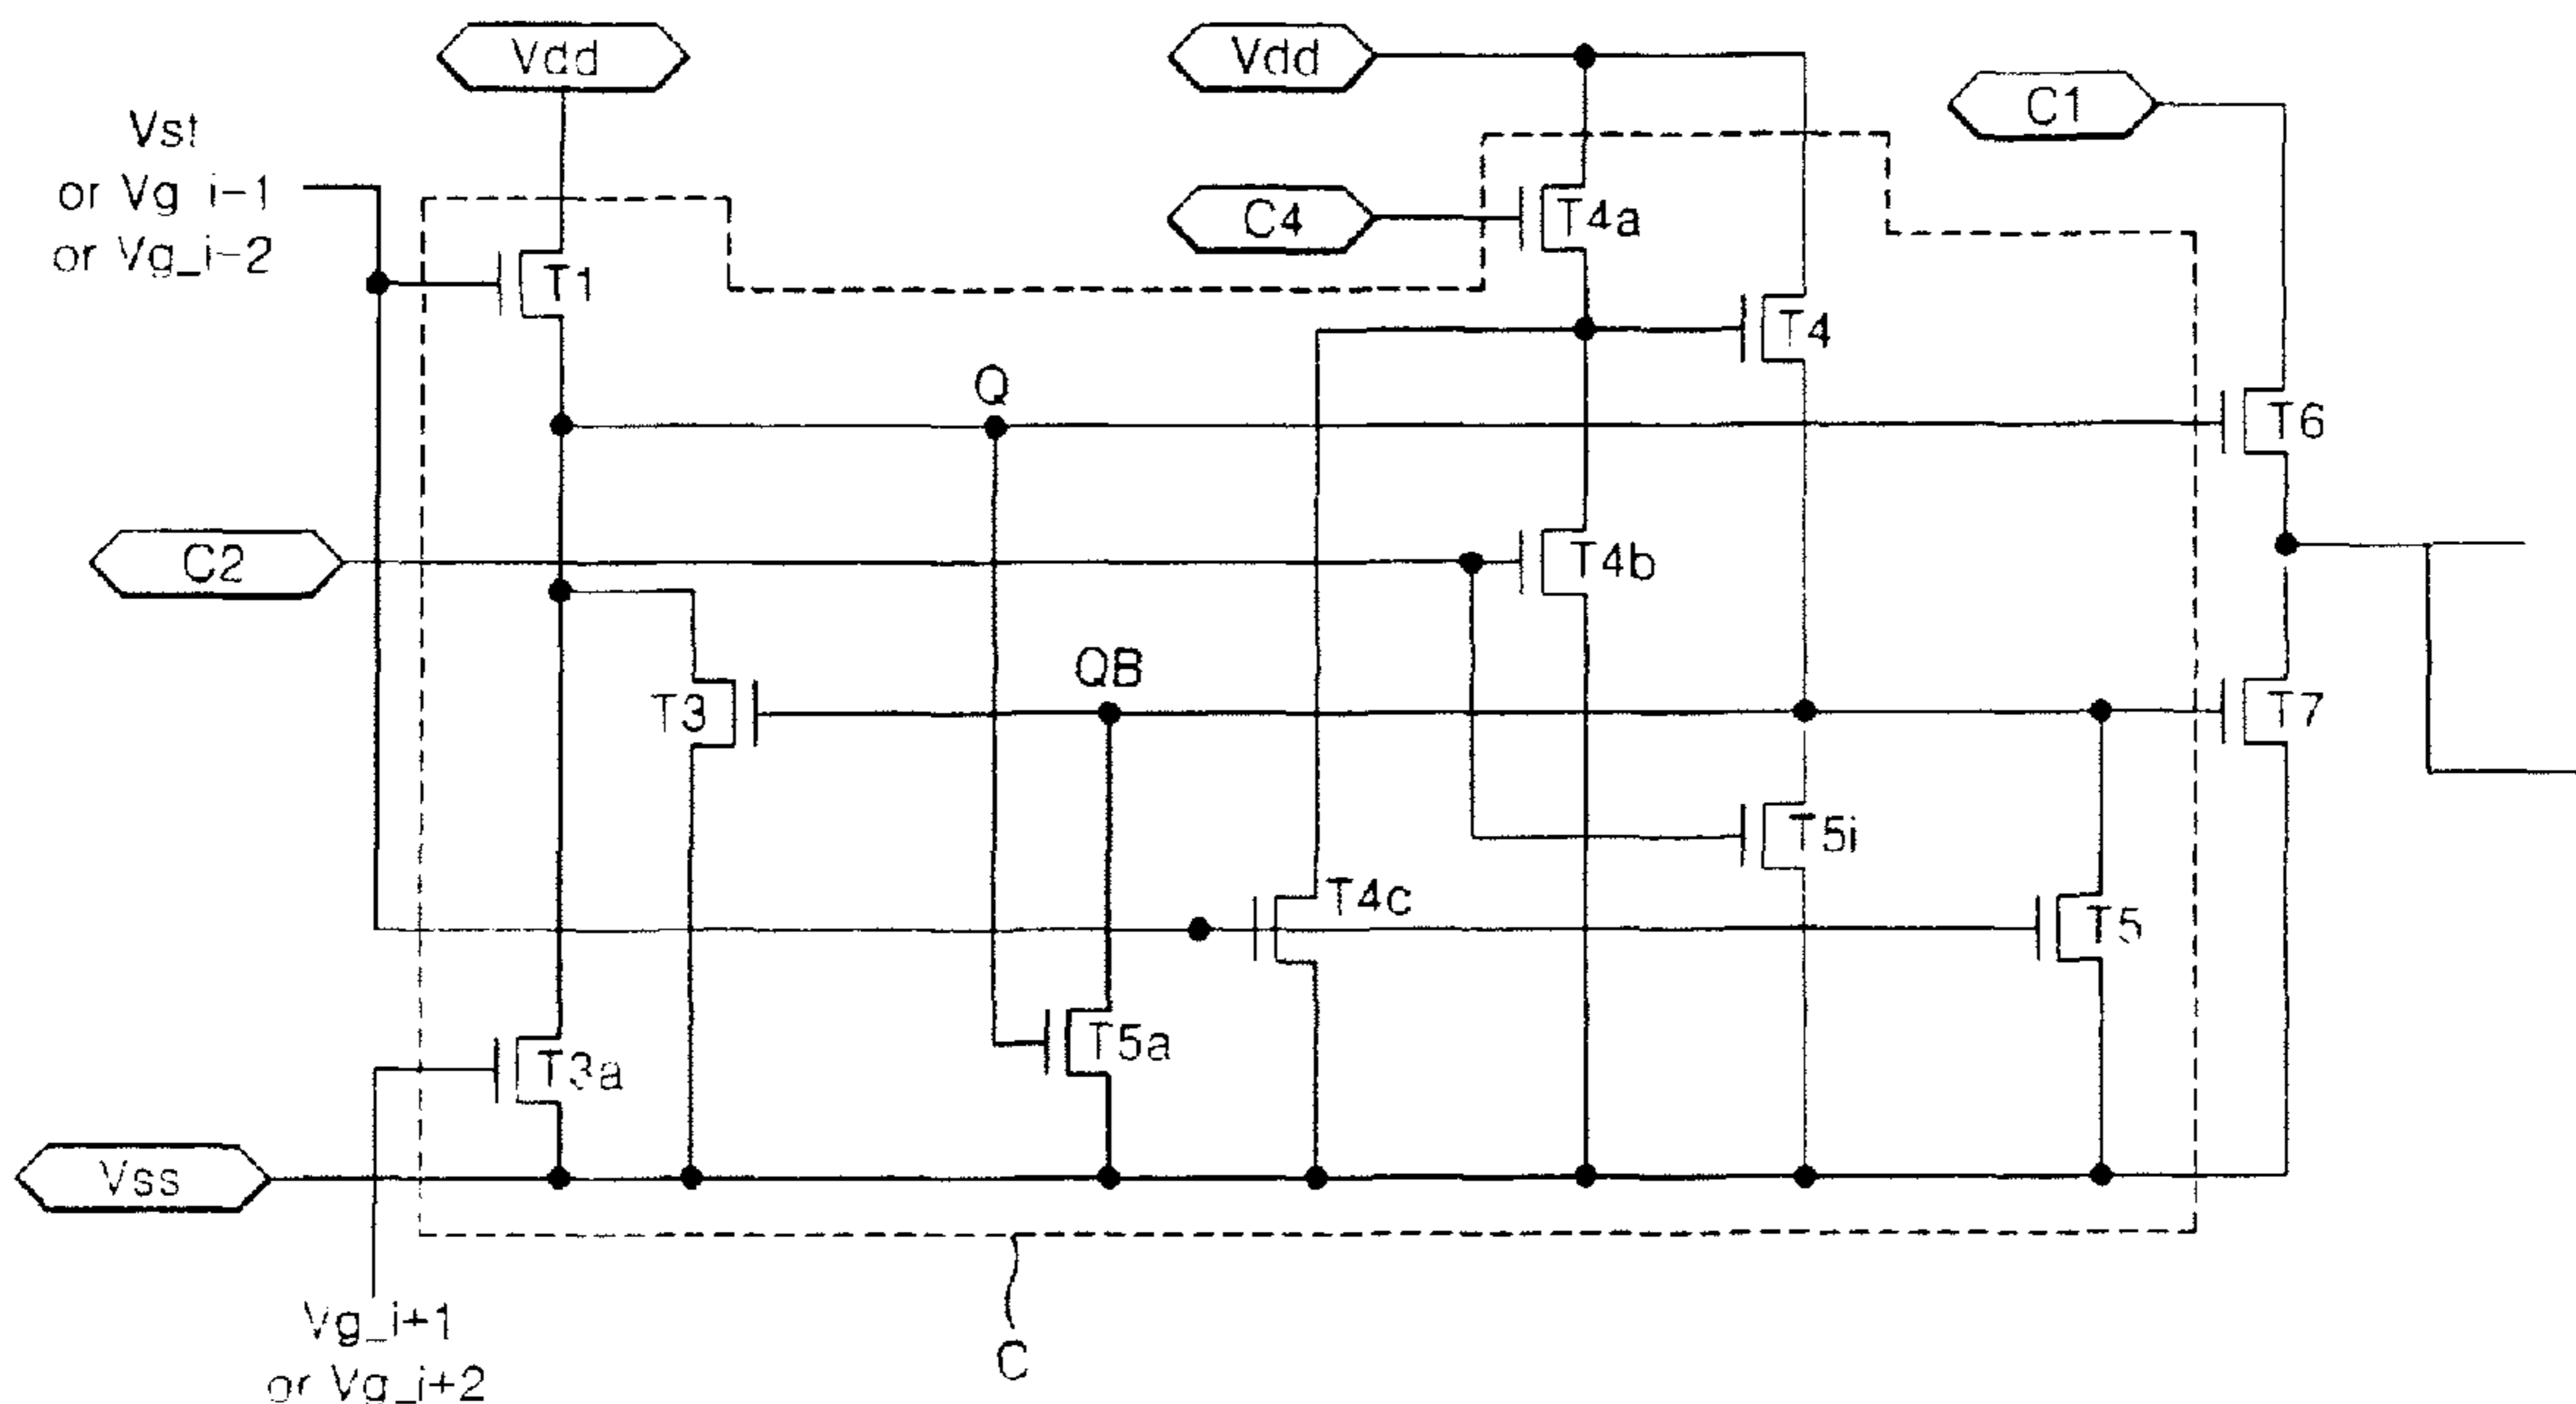 Vdd
Vdd
C1
Vst
or Vg_i-1
or Vg_i-2
C4
T4a
T1
T4
Q
T6
C2
T4b
QB
T3
T7
T5i
T4c
T5
T5a
T3a
Vss
Vg_i+1
or Vg_i+2
C